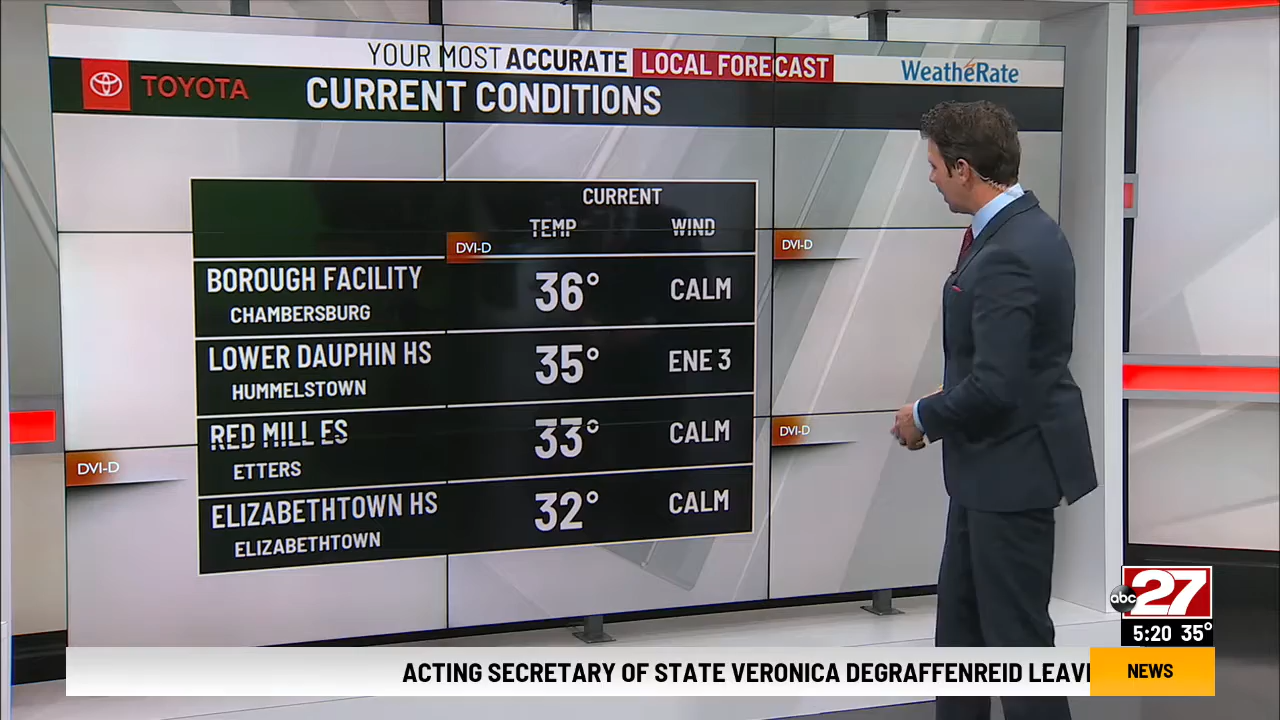 YOUR MOST ACCURATE LOCAL FORECAST
WeatheRate
TOYOTA
CURRENT CONDITIONS
CURRENT
TEMP WIND
DVI-D
DVI-D
BOROUGH FACILITY 36° CALM
CHAMBERSBURG
LOWER DAUPHIN HS 35° ENE 3
HUMMELSTOWN
RED MILL ES 33° CALM
ETTERS
DVI-D
DVI-D
ELIZABETHTOWN HS 32° CALM
ELIZABETHTOWN
abc 27
5:20 35°
ACTING SECRETARY OF STATE VERONICA DEGRAFFENREID LEAVI
NEWS